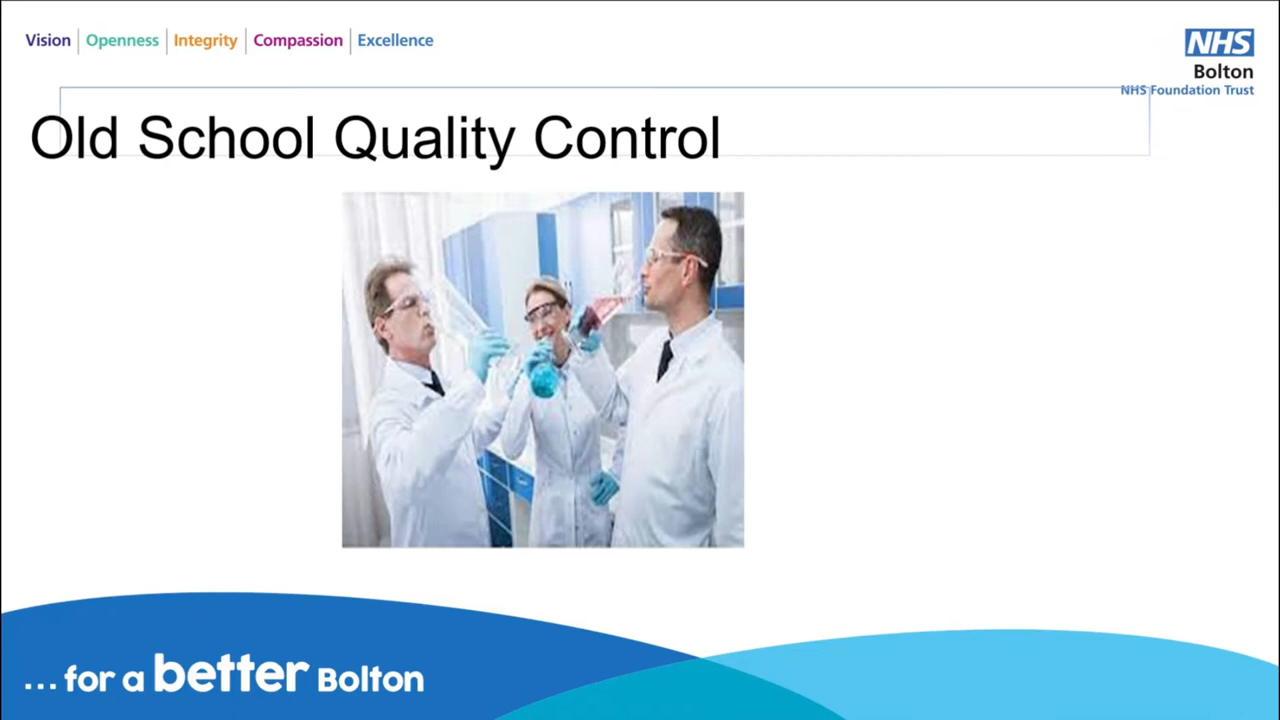 Vision Openness Integrity Compassion Excellence
NHS
Bolton
NHS Foundation Trust
Old School Quality Control
...for a better Bolton